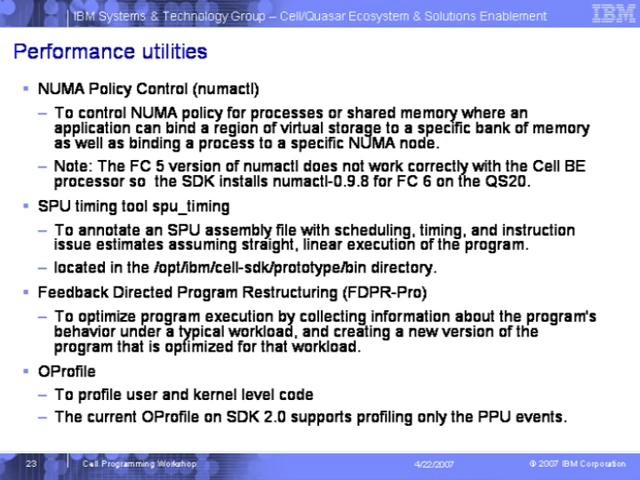 IBM Systems & Technology Group – Cell/Quasar Ecosystem & Solutions Enablement
IBM
Performance utilities
NUMA Policy Control (numactl)
– To control NUMA policy for processes or shared memory where an
application can bind a region of virtual storage to a specific bank of memory
as well as binding a process to a specific NUMA node.
– Note: The FC 5 version of numactl does not work correctly with the Cell BE
processor so the SDK installs numactl-0.9.8 for FC 6 on the QS20.
SPU timing tool spu_timing
– To annotate an SPU assembly file with scheduling, timing, and instruction
issue estimates assuming straight, linear execution of the program.
– located in the /opt/ibm/cell-sdk/prototype/bin directory.
Feedback Directed Program Restructuring (FDPR-Pro)
– To optimize program execution by collecting information about the program's
behavior under a typical workload, and creating a new version of the
program that is optimized for that workload.
OProfile
– To profile user and kernel level code
– The current OProfile on SDK 2.0 supports profiling only the PPU events.
23 Cell Programming Workshop 4/22/2007 © 2007 IBM Corporation